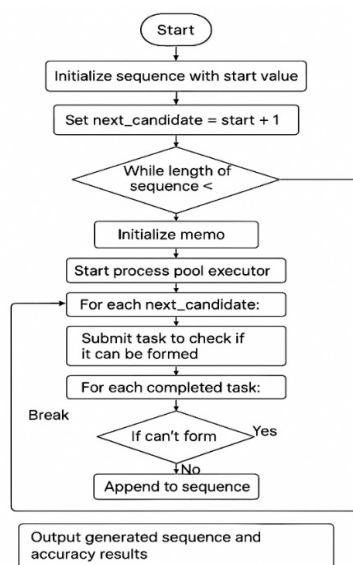 Start
Initialize sequence with start value
Set next_candidate = start + 1
While length of
sequence <
Initialize memo
Start process pool executor
For each next_candidate:
Submit task to check if
it can be formed
For each completed task:
Break
If can't form
Yes
No
Append to sequence
Output generated sequence and
accuracy results